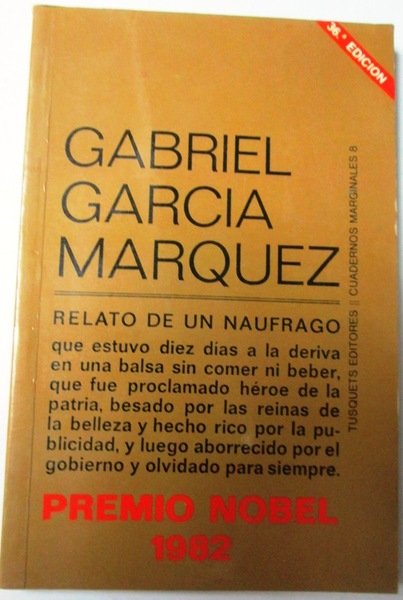 36.ª EDICION
GABRIEL
GARCIA
MARQUEZ
RELATO DE UN NAUFRAGO
que estuvo diez días a la deriva
en una balsa sin comer ni beber,
que fue proclamado héroe de la
patria, besado por las reinas de
la belleza y hecho rico por la pu-
blicidad, y luego aborrecido por el
gobierno y olvidado para siempre.
PREMIO NOBEL
1982
TUSQUETS EDITORES || CUADERNOS MARGINALES 8